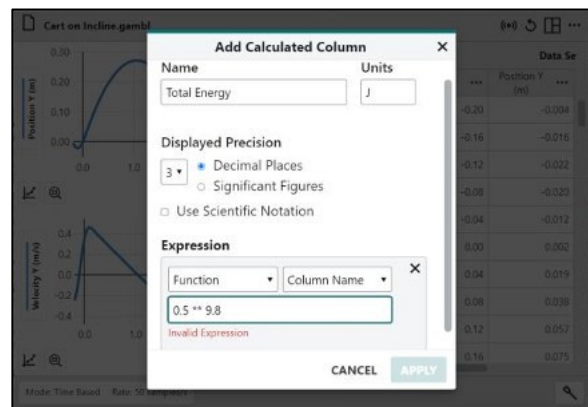 Cart on Incline.gambl
Add Calculated Column
Name Units
Total Energy J
Displayed Precision
3 Decimal Places
Significant Figures
Use Scientific Notation
Expression
Function Column Name
0.5 ** 9.8
Invalid Expression
CANCEL APPLY
Data Se
Position Y
(m)
-0.20 -0.004
-0.16 -0.016
-0.12 -0.022
-0.08 -0.020
-0.04 -0.012
0.00 0.002
0.04 0.019
0.08 0.038
0.12 0.057
0.16 0.075
Position Y (m)
0.30
0.20
0.10
0.00
0.0 1.0
Velocity Y (m/s)
0.4
0.2
0.0
-0.2
-0.4
0.0 1.0
Mode: Time Based Rate: 50 samples/s